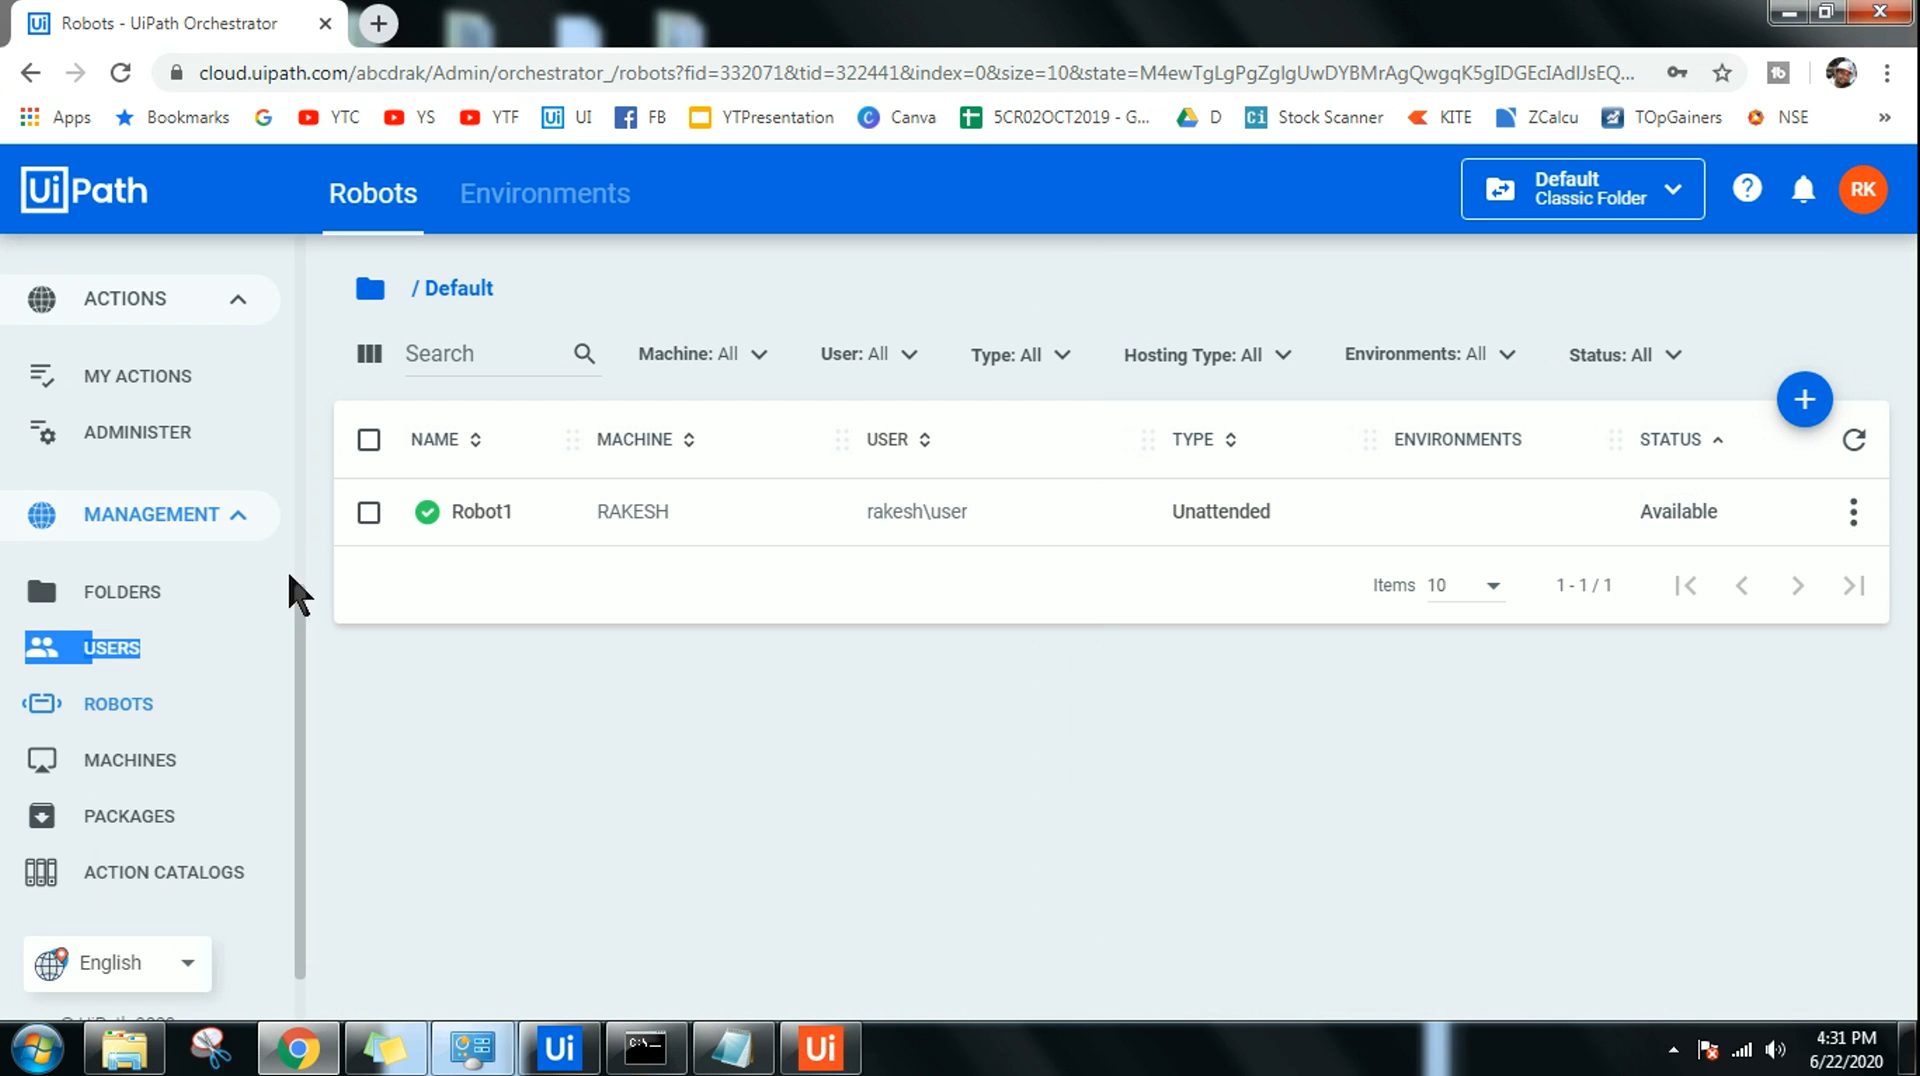 Robots - UiPath Orchestrator
cloud.uipath.com/abcdrak/Admin/orchestrator_/robots?fid=332071&tid=322441&index=0&size=10&state=M4ewTgLgPgZglgUwDYBMrAgQwgqK5gIDGEcIAdIJsEQ...
Apps Bookmarks YTC YS YTF UI FB YTPresentation Canva 5CR02OCT2019 - G... D Stock Scanner KITE ZCalcu TOpGainers NSE »
UiPath Robots Environments Default
Classic Folder
RK
ACTIONS
MY ACTIONS
ADMINISTER
MANAGEMENT
FOLDERS
USERS
ROBOTS
MACHINES
PACKAGES
ACTION CATALOGS
English
/ Default
Search Machine: All User: All Type: All Hosting Type: All Environments: All Status: All
NAME MACHINE USER TYPE ENVIRONMENTS STATUS
Robot1 RAKESH rakesh\user Unattended Available
Items 10 1 - 1 / 1
4:31 PM
6/22/2020